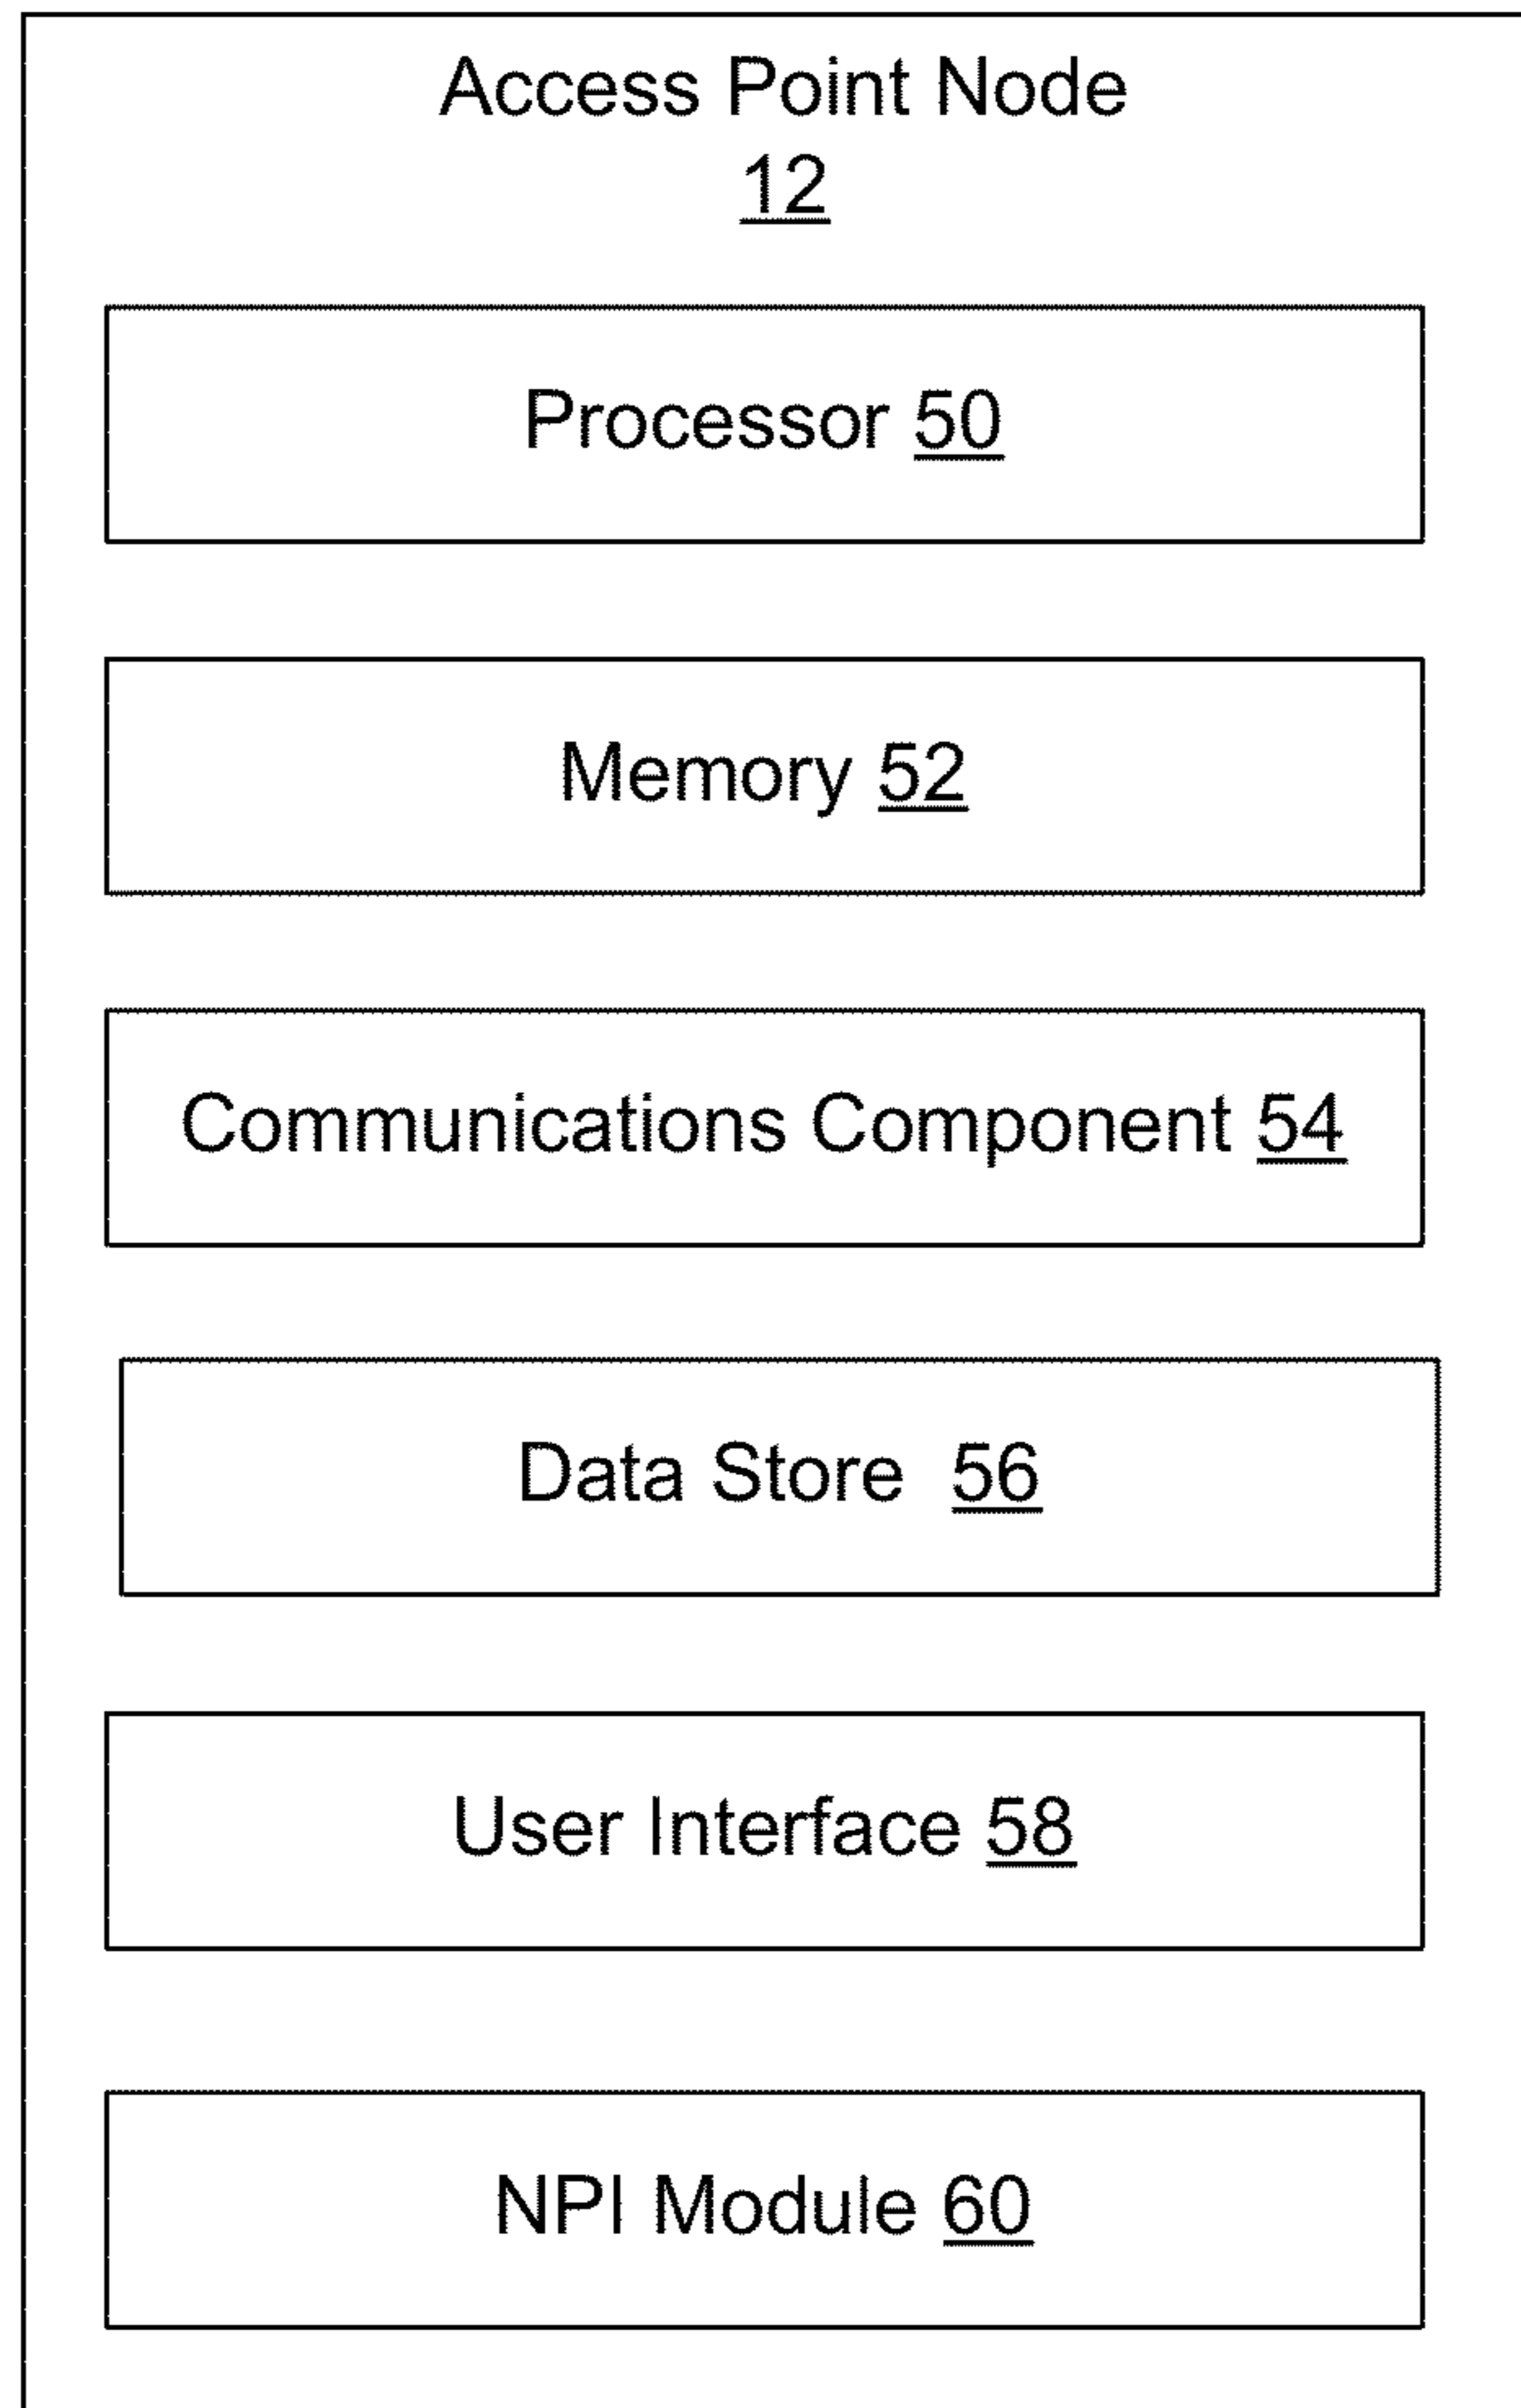 Access Point Node
12
Processor 50
Memory 52
Communications Component 54
Data Store 56
User Interface 58
NPI Module 60